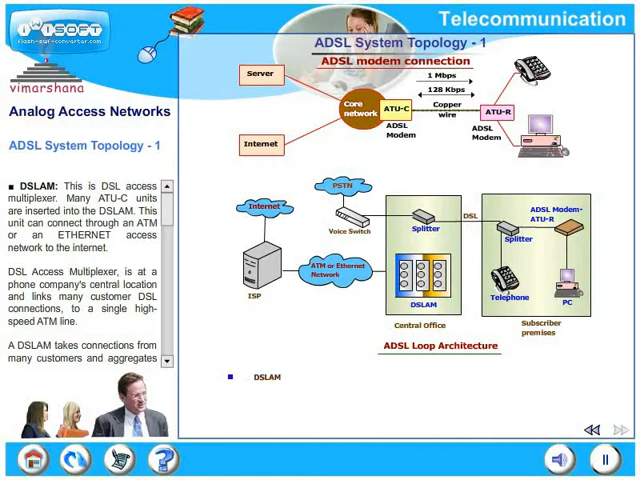 Telecommunication
iWiSOFT
flash-swf-converter.com
vimarshana
Analog Access Networks
ADSL System Topology - 1
■ DSLAM: This is DSL access
multiplexer. Many ATU-C units
are inserted into the DSLAM. This
unit can connect through an ATM
or an ETHERNET access
network to the internet.
DSL Access Multiplexer, is at a
phone company's central location
and links many customer DSL
connections, to a single high-
speed ATM line.
A DSLAM takes connections from
many customers and aggregates
ADSL System Topology - 1
ADSL modem connection
Server
Internet
Core
network
ATU-C
ADSL
Modem
1 Mbps
128 Kbps
Copper
wire
ATU-R
ADSL
Modem
PSTN
Internet
Voice Switch
Splitter
DSL
ADSL Modem-
ATU-R
Splitter
ISP
ATM or Ethernet
Network
DSLAM
Telephone
PC
Central Office
Subscriber
premises
ADSL Loop Architecture
DSLAM